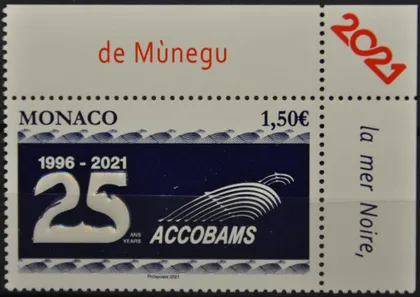 de Mùnegu
2021
MONACO 1,50€
la mer Noire,
1996 - 2021
25 ANS
YEARS
ACCOBAMS